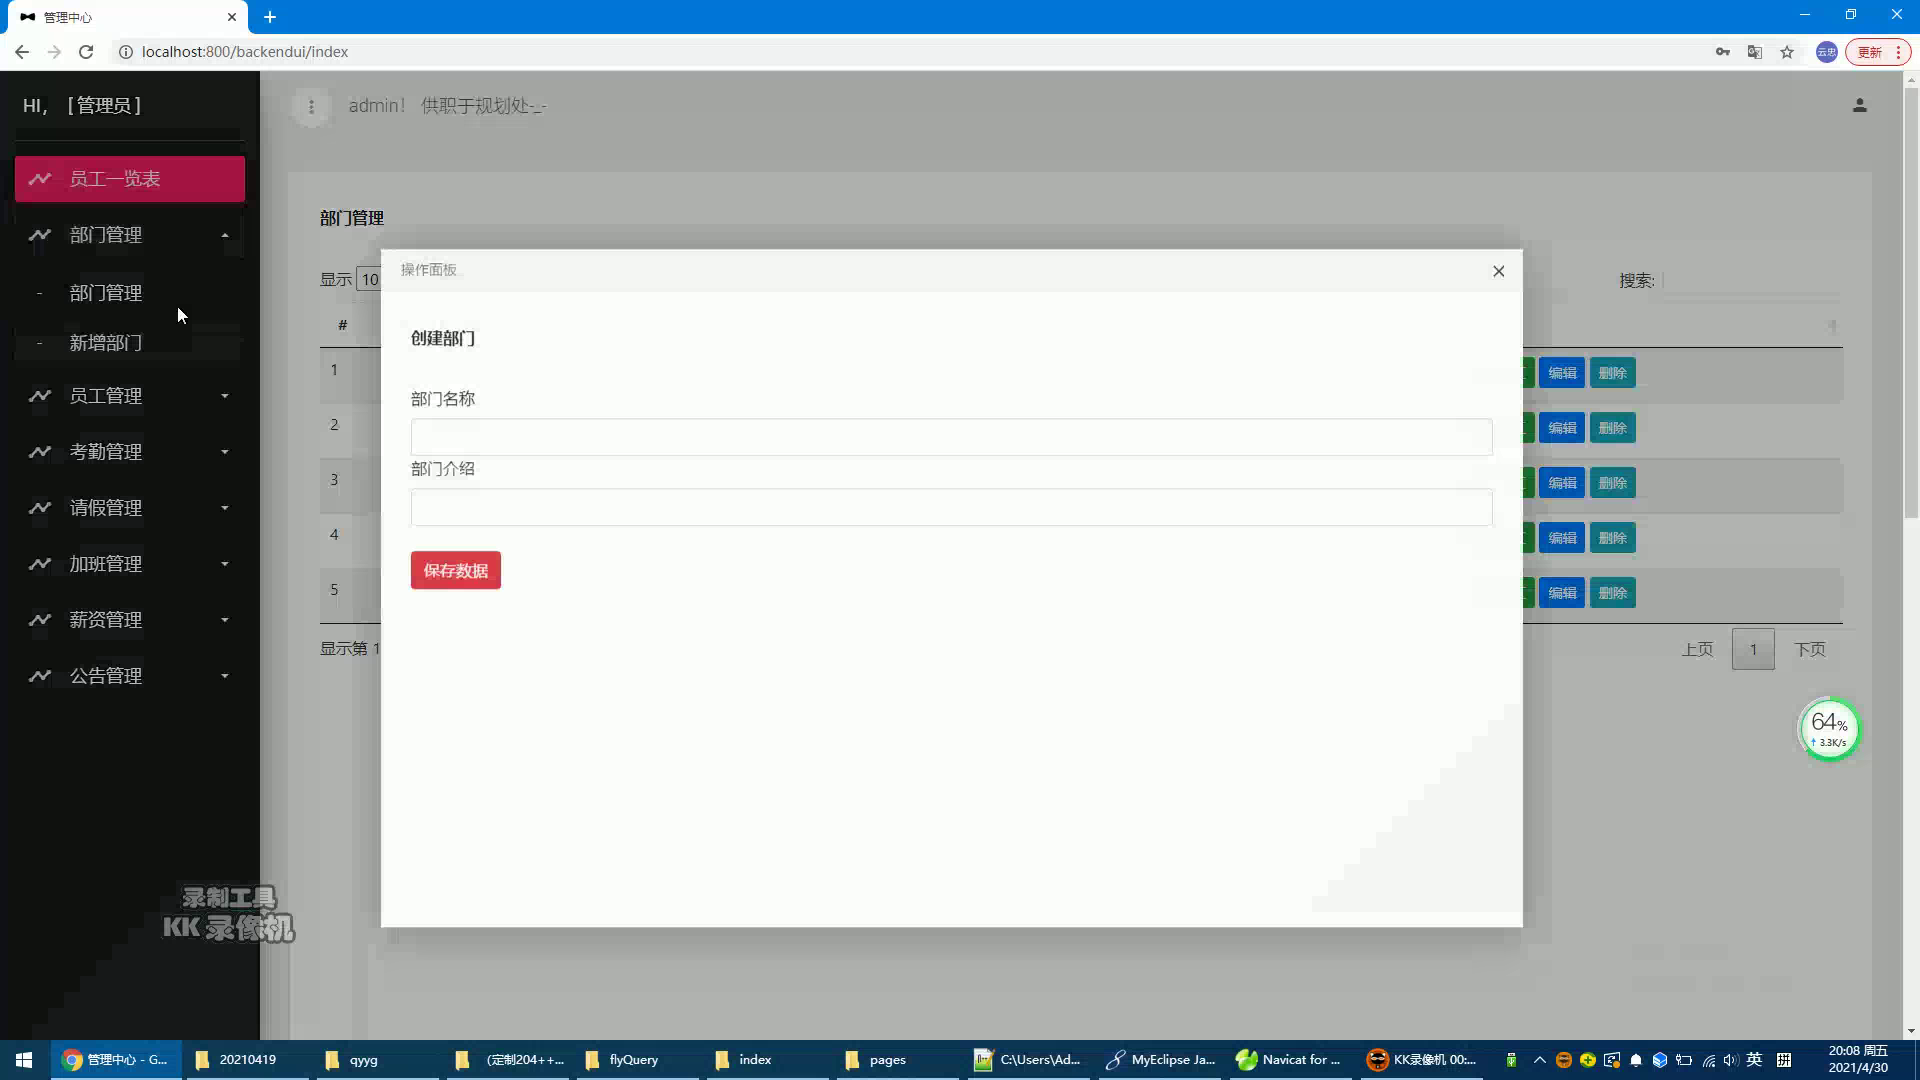 管理中心
localhost:800/backendui/index
云忠
更新
HI, [管理员]
admin! 供职于规划处-_-
员工一览表
部门管理
- 部门管理
- 新增部门
员工管理
考勤管理
请假管理
加班管理
薪资管理
公告管理
部门管理
显示 10
搜索:
#
1
编辑 删除
2
编辑 删除
3
编辑 删除
4
编辑 删除
5
编辑 删除
显示第 1
上页 1 下页
操作面板
创建部门
部门名称
部门介绍
保存数据
64%
3.3K/s
录制工具
KK 录像机
管理中心 - G...
20210419
qyyg
(定制204++...
flyQuery
index
pages
C:\Users\Ad...
MyEclipse Ja...
Navicat for ...
KK录像机 00:...
英
拼
20:08 周五
2021/4/30